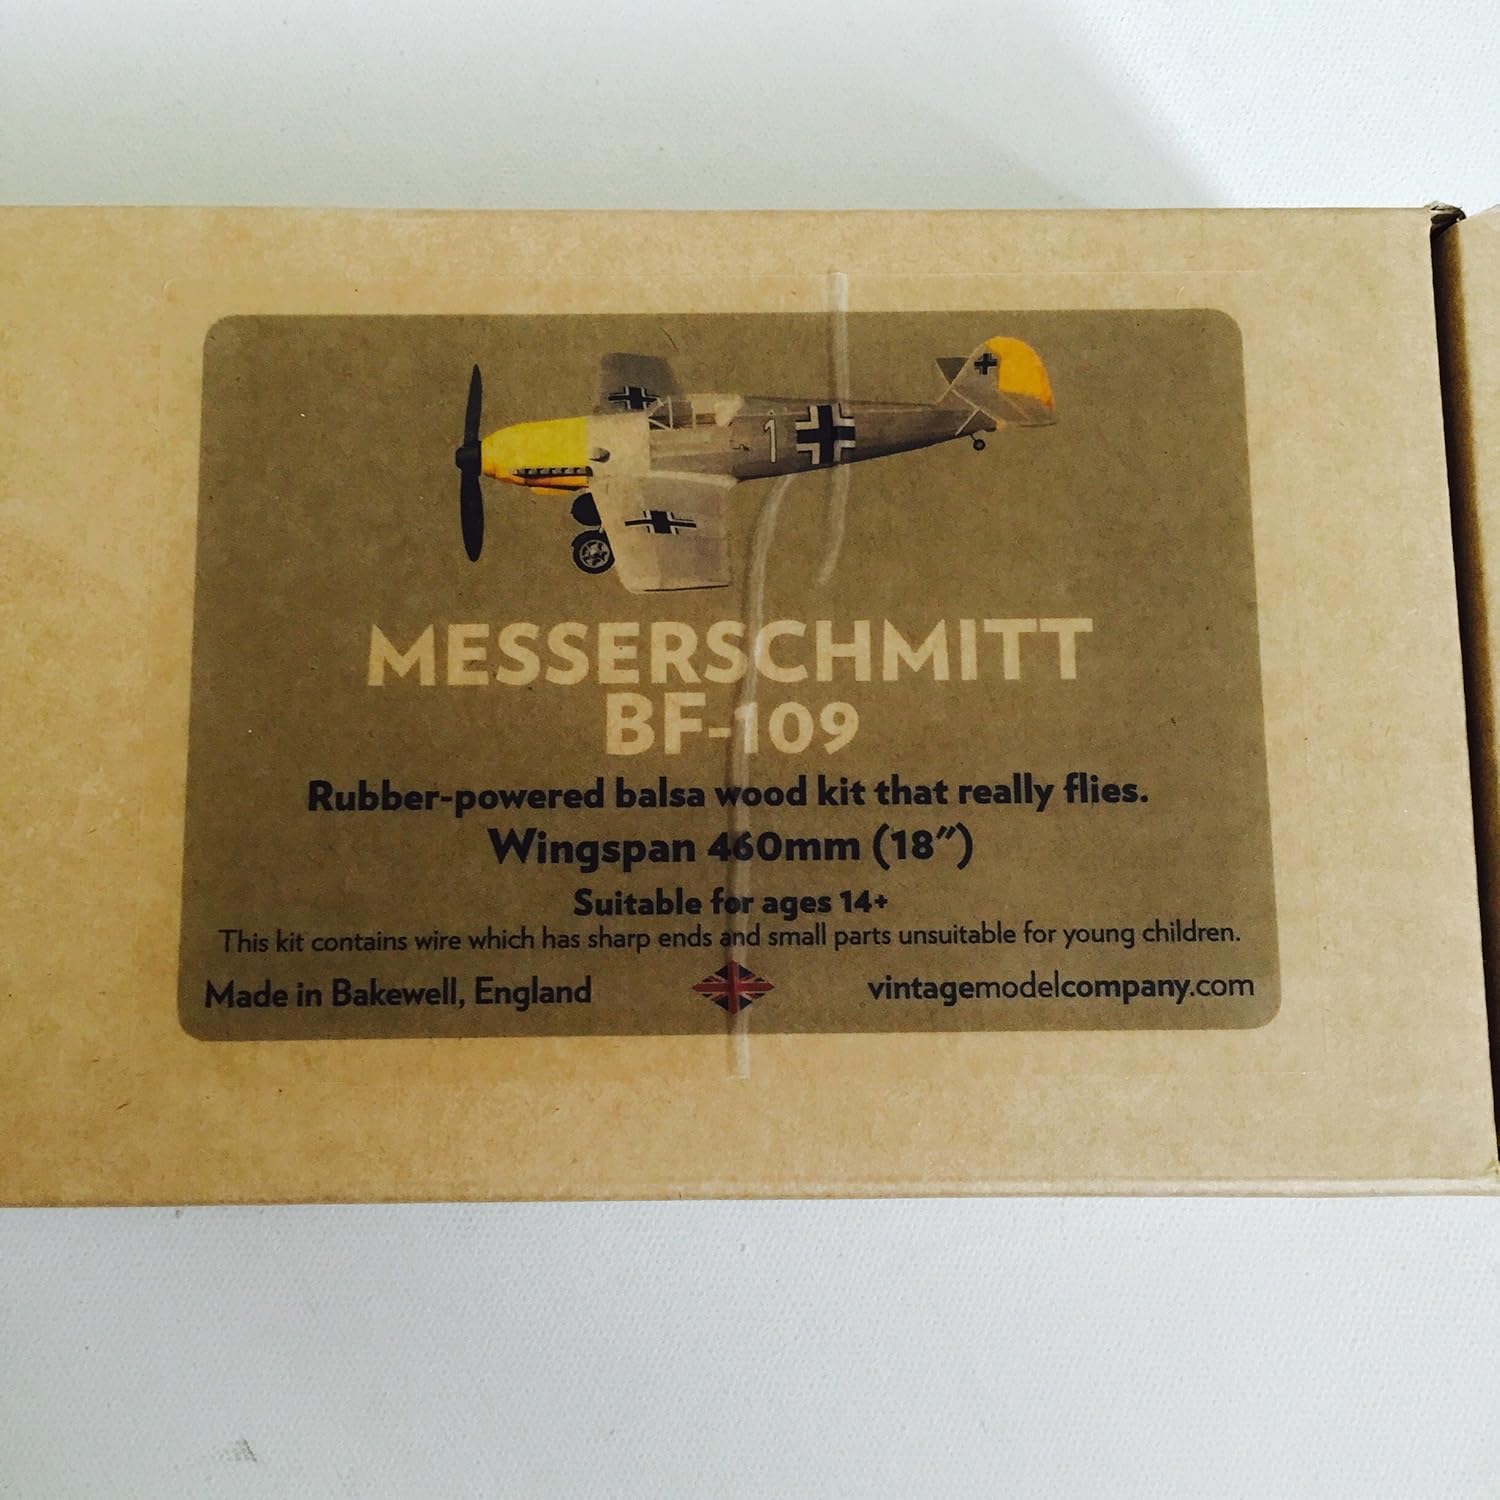 1
MESSERSCHMITT
BF-109
Rubber-powered balsa wood kit that really flies.
Wingspan 460mm (18″)
Suitable for ages 14+
This kit contains wire which has sharp ends and small parts unsuitable for young children.
Made in Bakewell, England
vintagemodelcompany.com